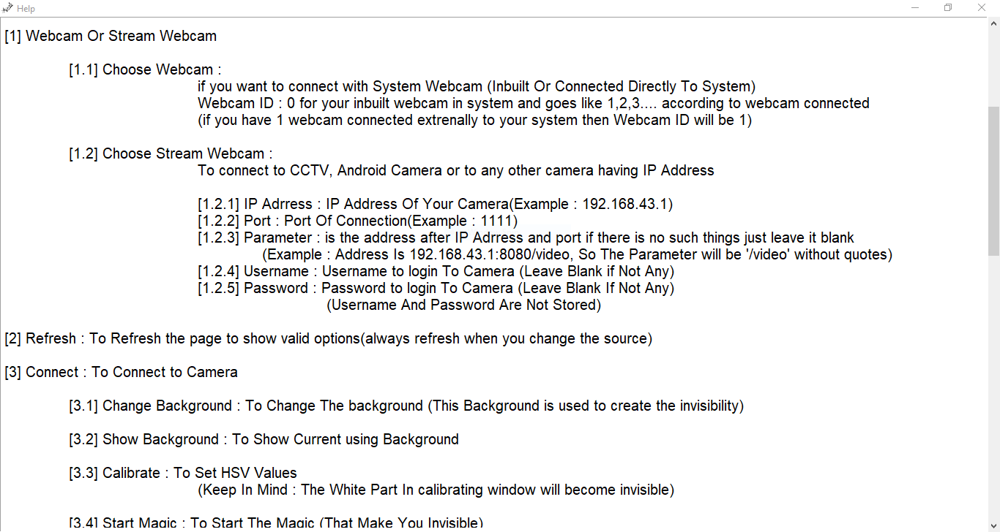 Help
[1] Webcam Or Stream Webcam
[1.1] Choose Webcam :
if you want to connect with System Webcam (Inbuilt Or Connected Directly To System)
Webcam ID : 0 for your inbuilt webcam in system and goes like 1,2,3.... according to webcam connected
(if you have 1 webcam connected extrenally to your system then Webcam ID will be 1)
[1.2] Choose Stream Webcam :
To connect to CCTV, Android Camera or to any other camera having IP Address
[1.2.1] IP Adrress : IP Address Of Your Camera(Example : 192.168.43.1)
[1.2.2] Port : Port Of Connection(Example : 1111)
[1.2.3] Parameter : is the address after IP Adrress and port if there is no such things just leave it blank
(Example : Address Is 192.168.43.1:8080/video, So The Parameter will be '/video' without quotes)
[1.2.4] Username : Username to login To Camera (Leave Blank if Not Any)
[1.2.5] Password : Password to login To Camera (Leave Blank If Not Any)
(Username And Password Are Not Stored)
[2] Refresh : To Refresh the page to show valid options(always refresh when you change the source)
[3] Connect : To Connect to Camera
[3.1] Change Background : To Change The background (This Background is used to create the invisibility)
[3.2] Show Background : To Show Current using Background
[3.3] Calibrate : To Set HSV Values
(Keep In Mind : The White Part In calibrating window will become invisible)
[3.4] Start Magic : To Start The Magic (That Make You Invisible)